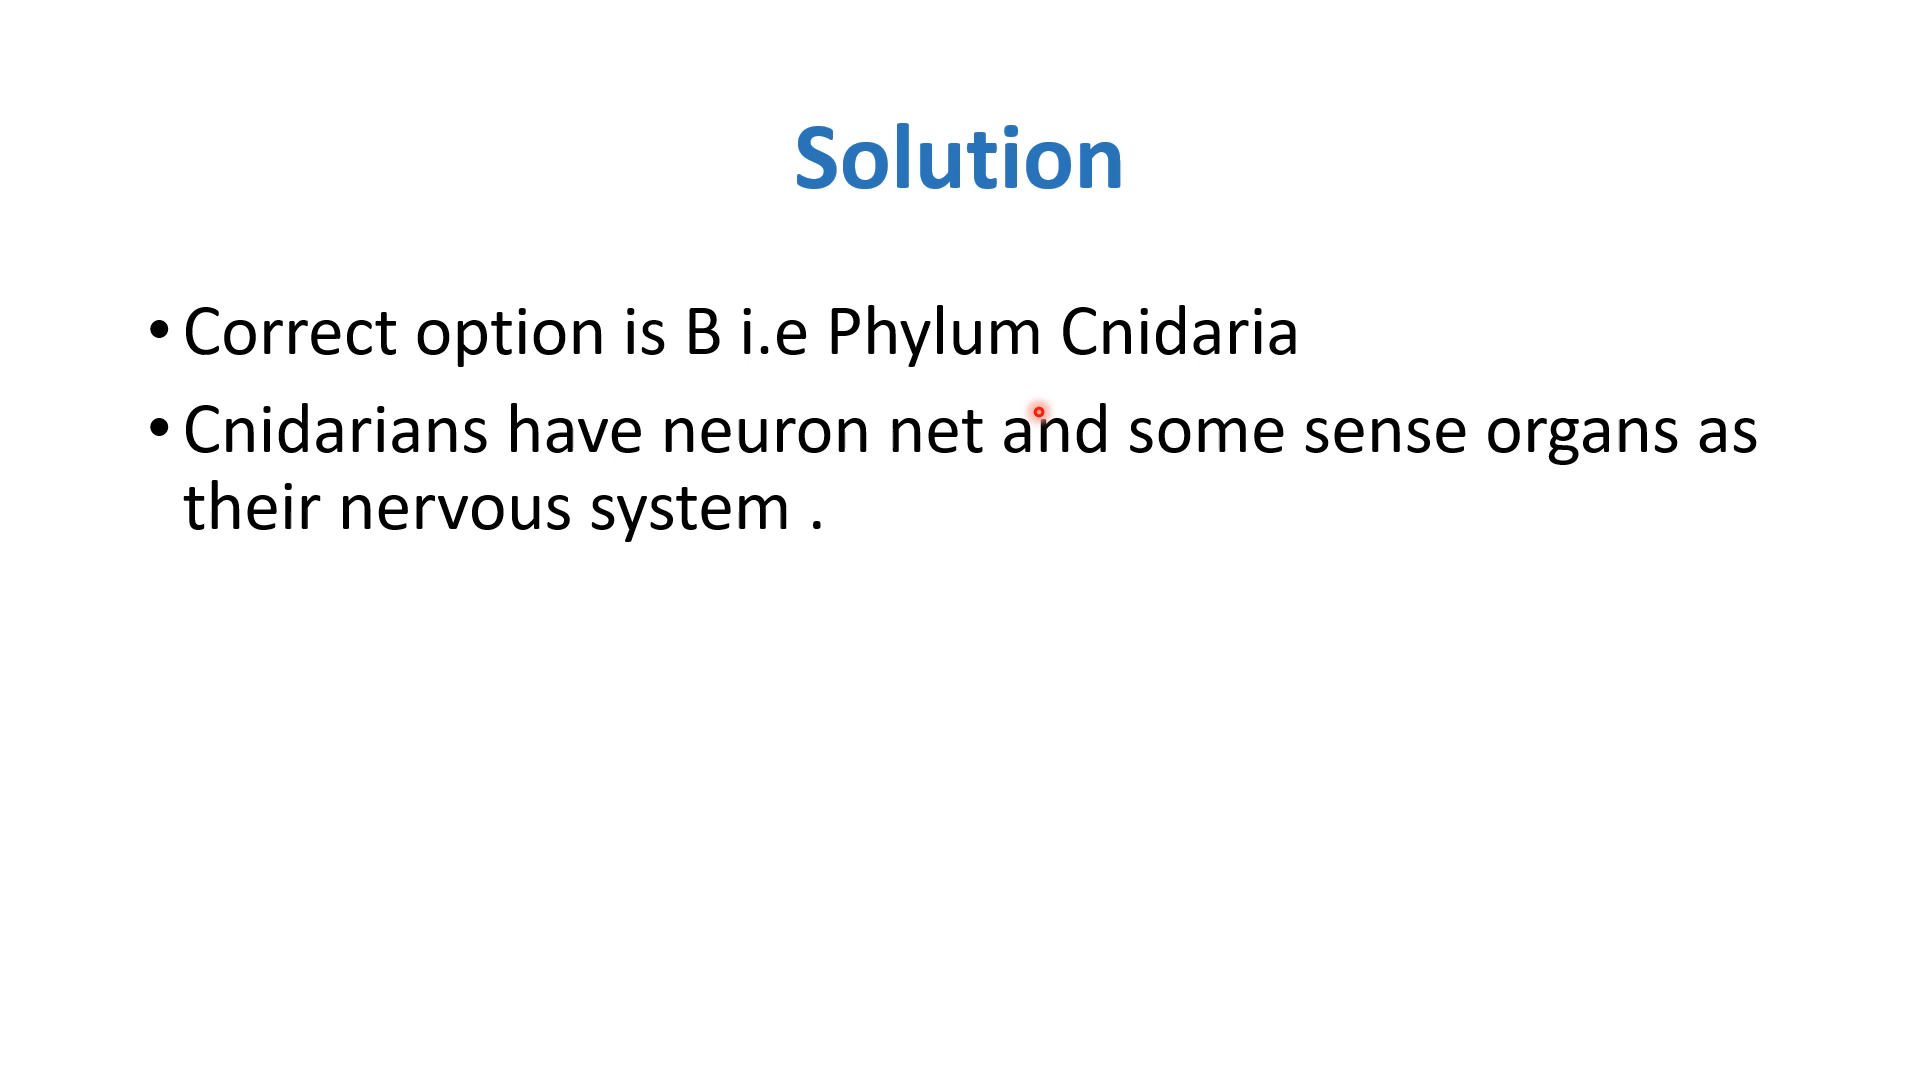 Solution
• Correct option is B i.e Phylum Cnidaria
• Cnidarians have neuron net and some sense organs as
their nervous system .